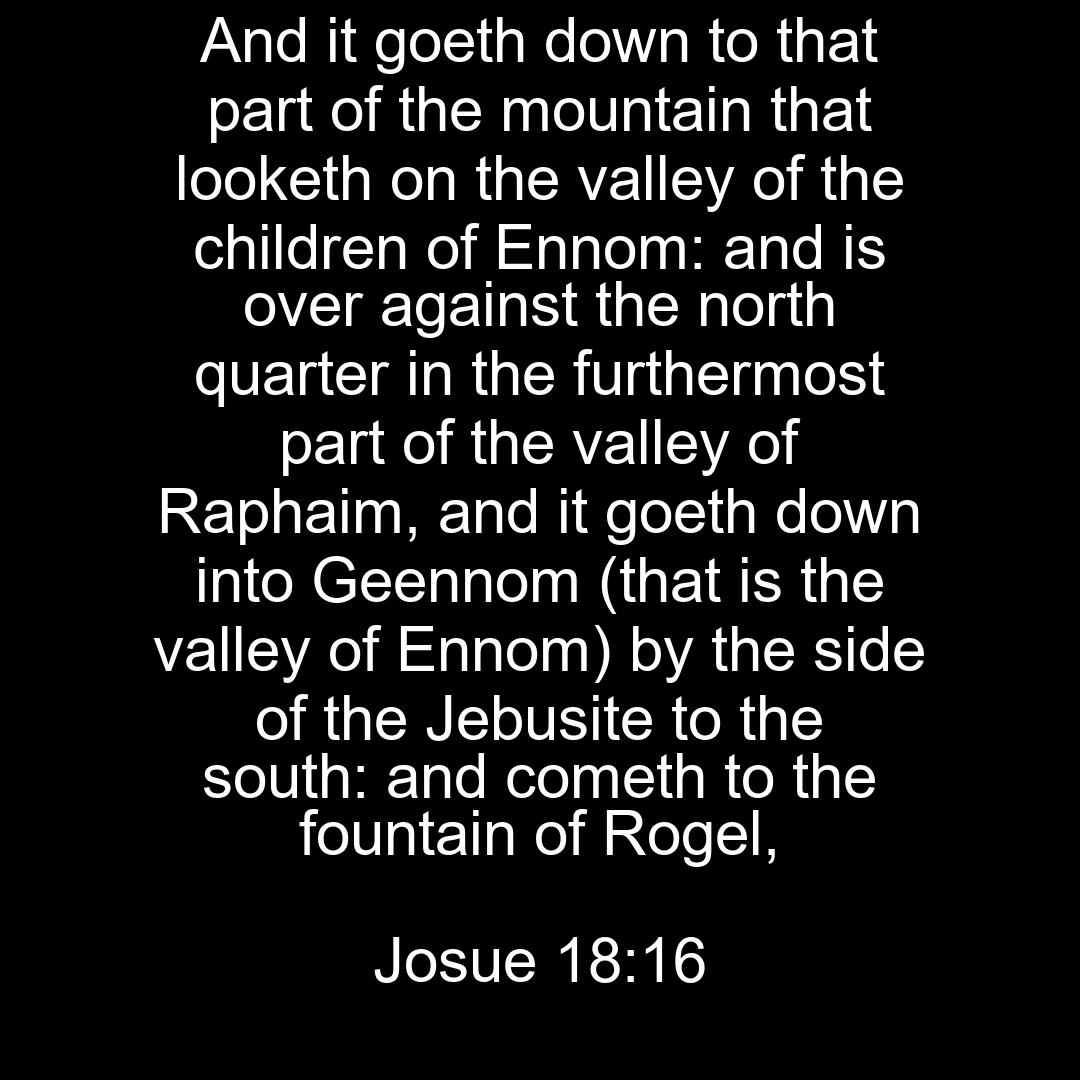 And it goeth down to that
part of the mountain that
looketh on the valley of the
children of Ennom: and is
over against the north
quarter in the furthermost
part of the valley of
Raphaim, and it goeth down
into Geennom (that is the
valley of Ennom) by the side
of the Jebusite to the
south: and cometh to the
fountain of Rogel,
Josue 18:16